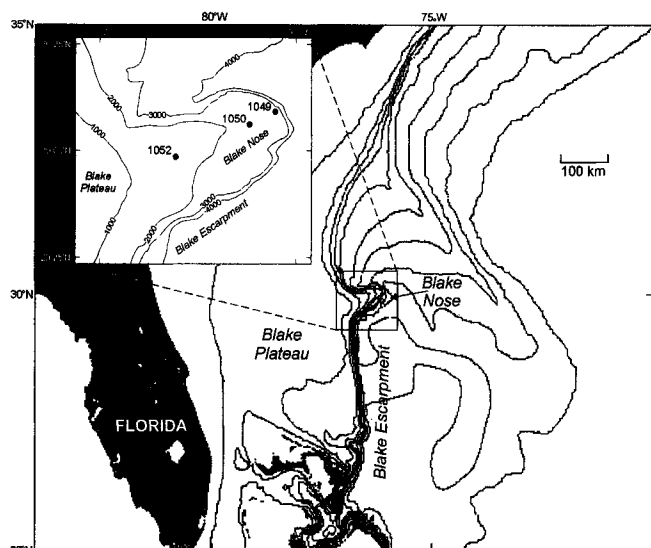 80°W
75°W
35°N
4000
2000
3000
1049
1050
1000
1052
Blake Nose
Blake
Plateau
3000
4000
2000
1000
Blake Escarpment
100 km
30°N
Blake
Nose
Blake
Plateau
Blake Escarpment
FLORIDA